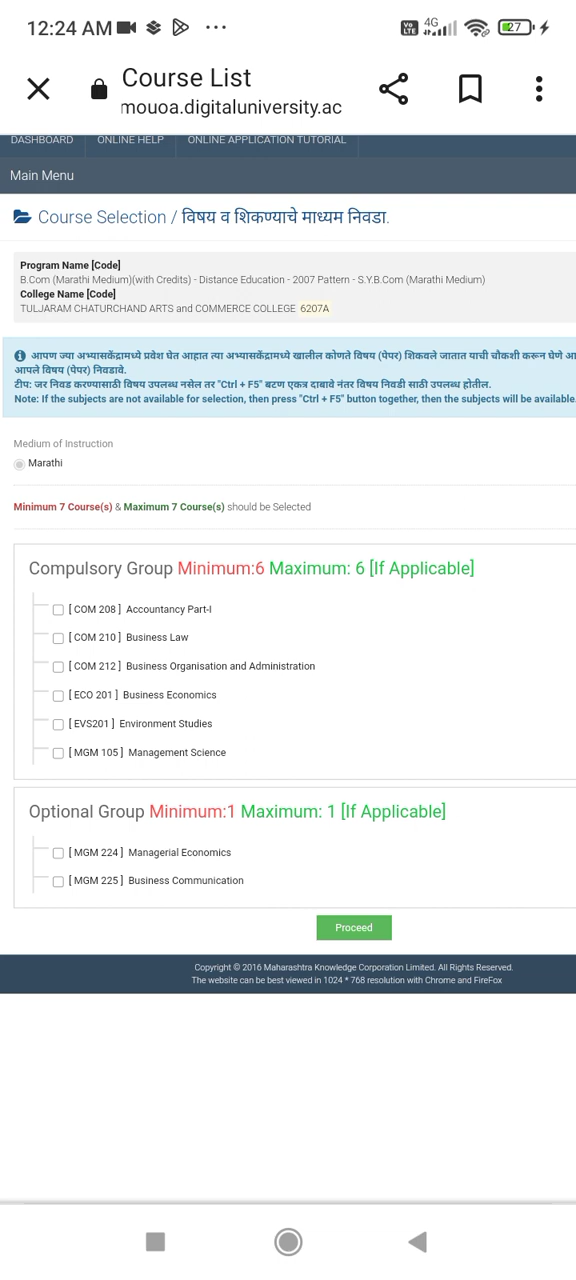 12:24 AM
Vo LTE 4G 27
Course List
mouoa.digitaluniversity.ac
DASHBOARD ONLINE HELP ONLINE APPLICATION TUTORIAL
Main Menu
Course Selection / विषय व शिकण्याचे माध्यम निवडा.
Program Name [Code]
B.Com (Marathi Medium)(with Credits) - Distance Education - 2007 Pattern - S.Y.B.Com (Marathi Medium)
College Name [Code]
TULJARAM CHATURCHAND ARTS and COMMERCE COLLEGE 6207A
आपण ज्या अभ्यासकेंद्रामध्ये प्रवेश घेत आहात त्या अभ्यासकेंद्रामध्ये खालील कोणते विषय (पेपर) शिकवले जातात याची चौकशी करून घेणे आ
आपले विषय (पेपर) निवडावे.
टीप: जर निवड करण्यासाठी विषय उपलब्ध नसेल तर "Ctrl + F5" बटण एकत्र दाबावे नंतर विषय निवडी साठी उपलब्ध होतील.
Note: If the subjects are not available for selection, then press "Ctrl + F5" button together, then the subjects will be available.
Medium of Instruction
Marathi
Minimum 7 Course(s) & Maximum 7 Course(s) should be Selected
Compulsory Group Minimum:6 Maximum: 6 [If Applicable]
[ COM 208 ] Accountancy Part-I
[ COM 210 ] Business Law
[ COM 212 ] Business Organisation and Administration
[ ECO 201 ] Business Economics
[ EVS201 ] Environment Studies
[ MGM 105 ] Management Science
Optional Group Minimum:1 Maximum: 1 [If Applicable]
[ MGM 224 ] Managerial Economics
[ MGM 225 ] Business Communication
Proceed
Copyright © 2016 Maharashtra Knowledge Corporation Limited. All Rights Reserved.
The website can be best viewed in 1024 * 768 resolution with Chrome and FireFox